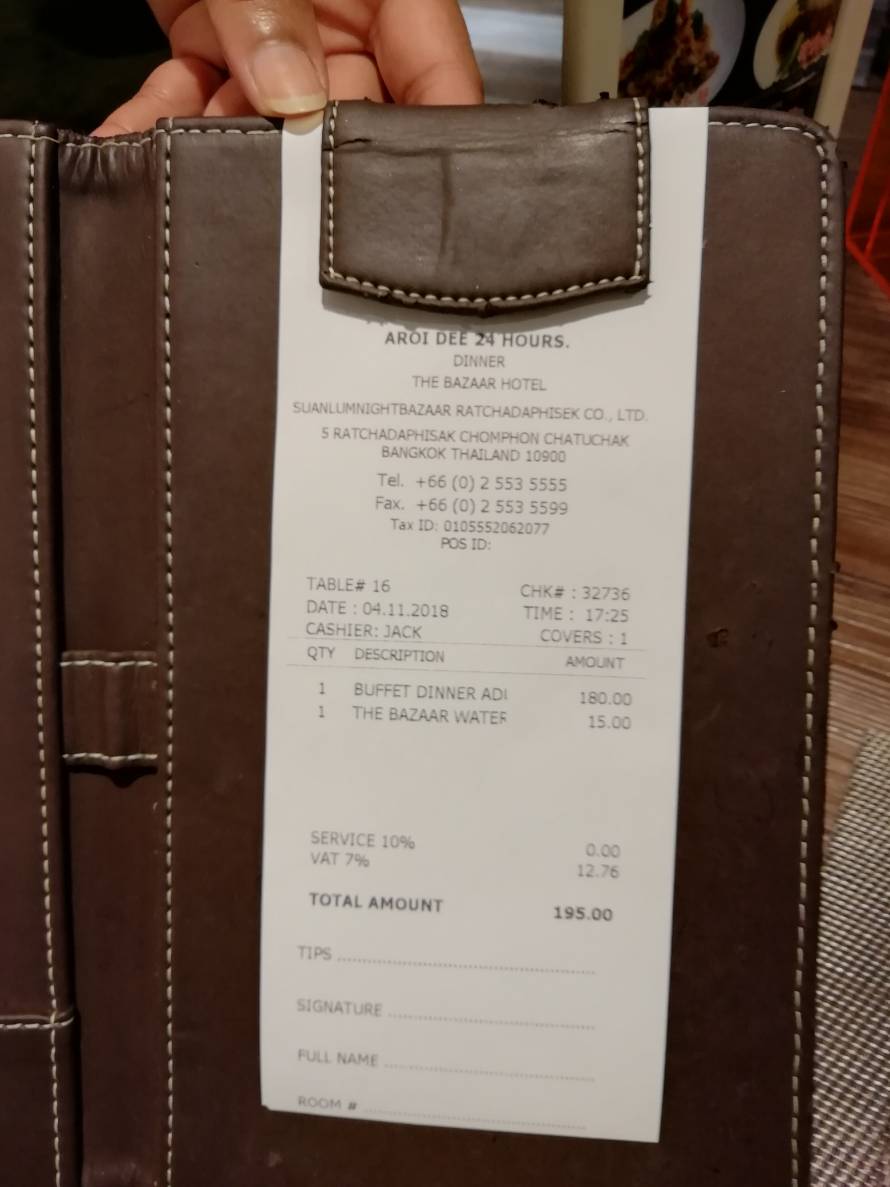 AROI DEE 24 HOURS.
DINNER
THE BAZAAR HOTEL
SUANLUMNIGHTBAZAAR RATCHADAPHISEK CO., LTD.
5 RATCHADAPHISAK CHOMPHON CHATUCHAK
BANGKOK THAILAND 10900
Tel. +66 (0) 2 553 5555
Fax. +66 (0) 2 553 5599
Tax ID: 0105552062077
POS ID:
TABLE# 16 CHK# : 32736
DATE : 04.11.2018 TIME : 17:25
CASHIER: JACK COVERS : 1
QTY DESCRIPTION AMOUNT
1 BUFFET DINNER ADI 180.00
1 THE BAZAAR WATER 15.00
SERVICE 10% 0.00
VAT 7% 12.76
TOTAL AMOUNT 195.00
TIPS
SIGNATURE
FULL NAME
ROOM #